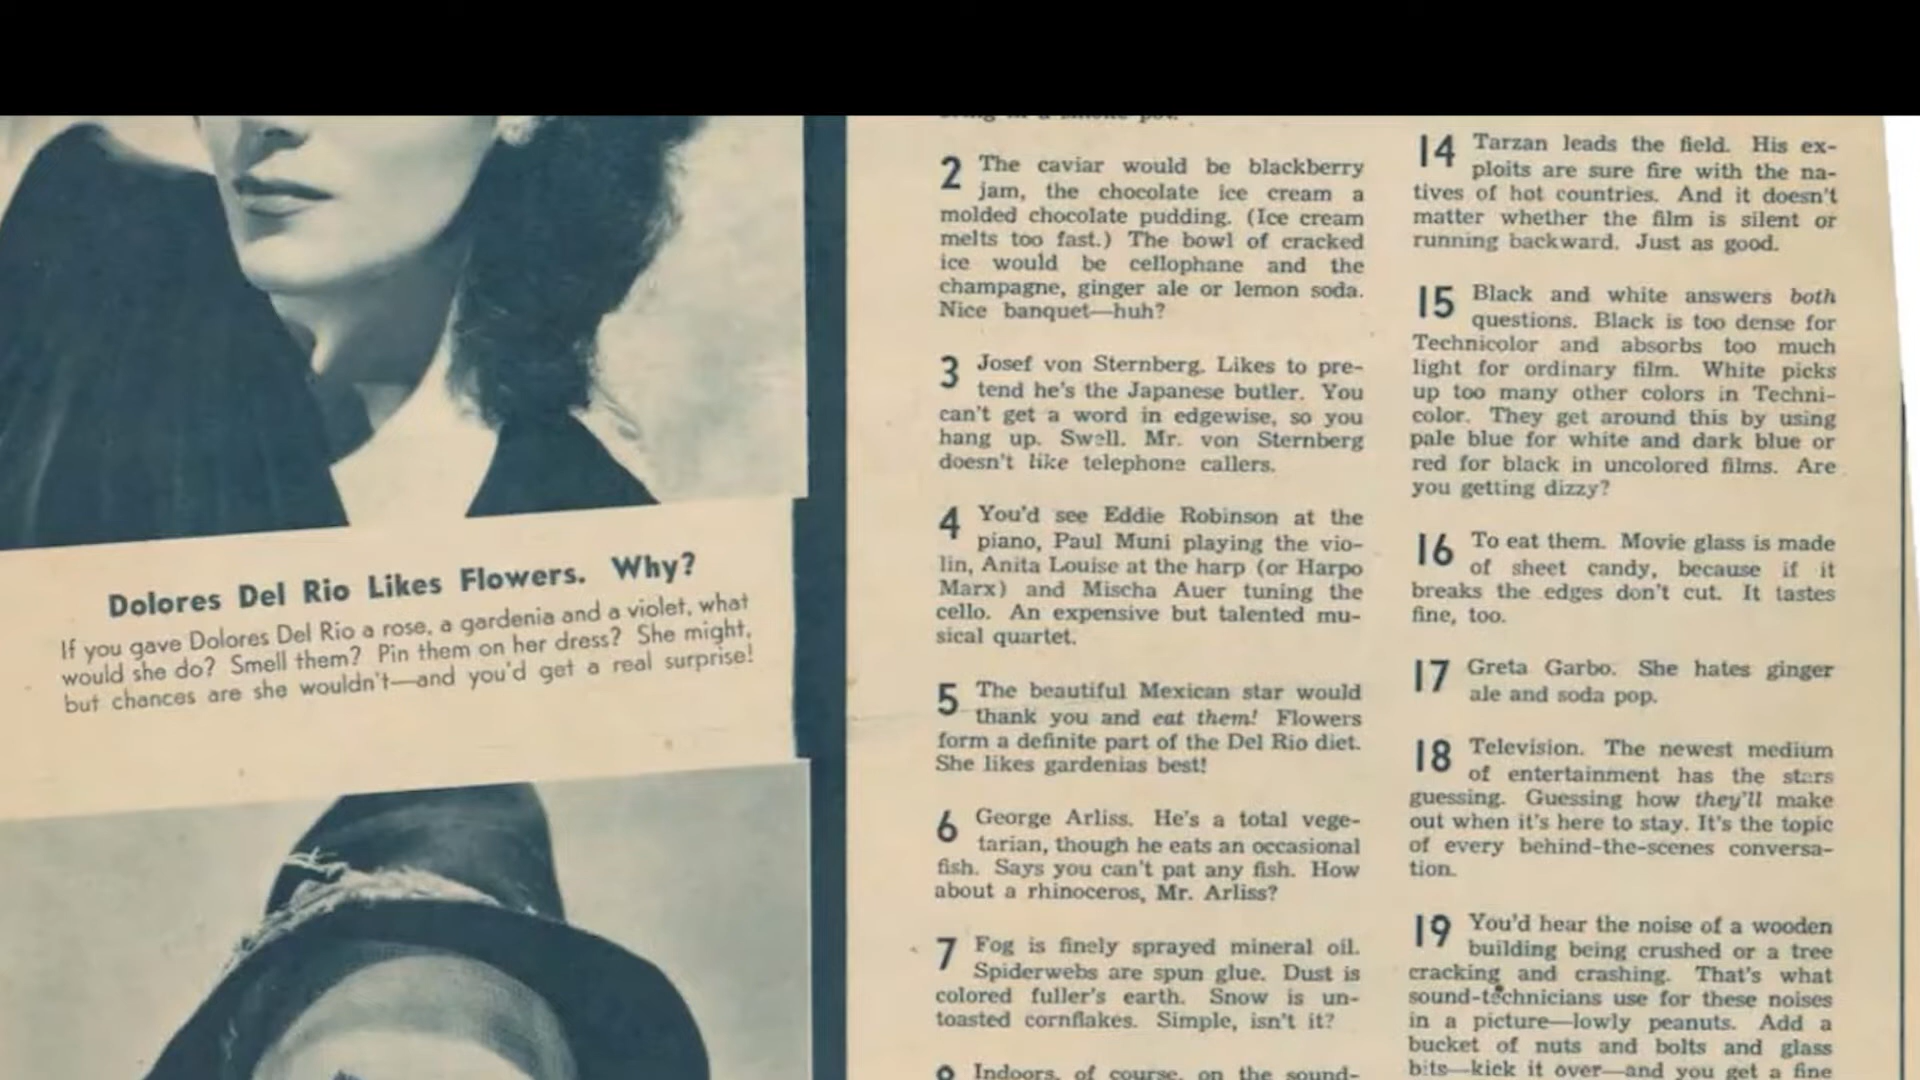 Dolores Del Rio Likes Flowers. Why?
If you gave Dolores Del Rio a rose, a gardenia and a violet, what
would she do? Smell them? Pin them on her dress? She might,
but chances are she wouldn't—and you'd get a real surprise!
2 The caviar would be blackberry
jam, the chocolate ice cream a
molded chocolate pudding. (Ice cream
melts too fast.) The bowl of cracked
ice would be cellophane and the
champagne, ginger ale or lemon soda.
Nice banquet—huh?
3 Josef von Sternberg. Likes to pre-
tend he's the Japanese butler. You
can't get a word in edgewise, so you
hang up. Swell. Mr. von Sternberg
doesn't like telephone callers.
4 You'd see Eddie Robinson at the
piano, Paul Muni playing the vio-
lin, Anita Louise at the harp (or Harpo
Marx) and Mischa Auer tuning the
cello. An expensive but talented mu-
sical quartet.
5 The beautiful Mexican star would
thank you and eat them! Flowers
form a definite part of the Del Rio diet.
She likes gardenias best!
6 George Arliss. He's a total vege-
tarian, though he eats an occasional
fish. Says you can't pat any fish. How
about a rhinoceros, Mr. Arliss?
7 Fog is finely sprayed mineral oil.
Spiderwebs are spun glue. Dust is
colored fuller's earth. Snow is un-
toasted cornflakes. Simple, isn't it?
8 Indoors, of course, on the sound-
14 Tarzan leads the field. His ex-
ploits are sure fire with the na-
tives of hot countries. And it doesn't
matter whether the film is silent or
running backward. Just as good.
15 Black and white answers both
questions. Black is too dense for
Technicolor and absorbs too much
light for ordinary film. White picks
up too many other colors in Techni-
color. They get around this by using
pale blue for white and dark blue or
red for black in uncolored films. Are
you getting dizzy?
16 To eat them. Movie glass is made
of sheet candy, because if it
breaks the edges don't cut. It tastes
fine, too.
17 Greta Garbo. She hates ginger
ale and soda pop.
18 Television. The newest medium
of entertainment has the stars
guessing. Guessing how they'll make
out when it's here to stay. It's the topic
of every behind-the-scenes conversa-
tion.
19 You'd hear the noise of a wooden
building being crushed or a tree
cracking and crashing. That's what
sound-technicians use for these noises
in a picture—lowly peanuts. Add a
bucket of nuts and bolts and glass
bits—kick it over—and you get a fine